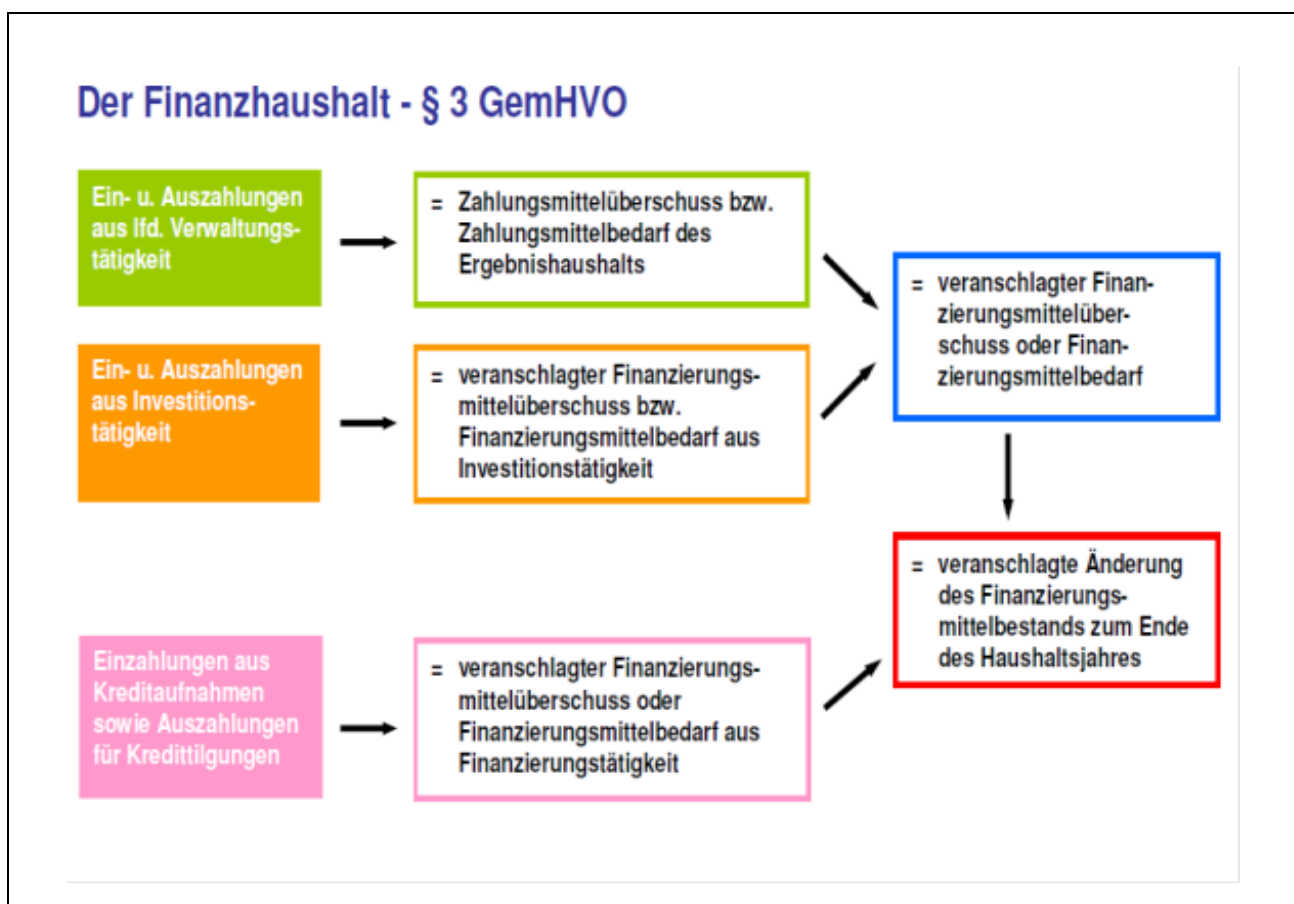 Der Finanzhaushalt - § 3 GemHVO
Ein- u. Auszahlungen
aus lfd. Verwaltungs-
tätigkeit
= Zahlungsmittelüberschuss bzw.
Zahlungsmittelbedarf des
Ergebnishaushalts
Ein- u. Auszahlungen
aus Investitions-
tätigkeit
= veranschlagter Finanzierungs-
mittelüberschuss bzw.
Finanzierungsmittelbedarf aus
Investitionstätigkeit
= veranschlagter Finan-
zierungsmittelüber-
schuss oder Finan-
zierungsmittelbedarf
Einzahlungen aus
Kreditaufnahmen
sowie Auszahlungen
für Kredittilgungen
= veranschlagter Finanzierungs-
mittelüberschuss oder
Finanzierungsmittelbedarf aus
Finanzierungstätigkeit
= veranschlagte Änderung
des Finanzierungs-
mittelbestands zum Ende
des Haushaltsjahres